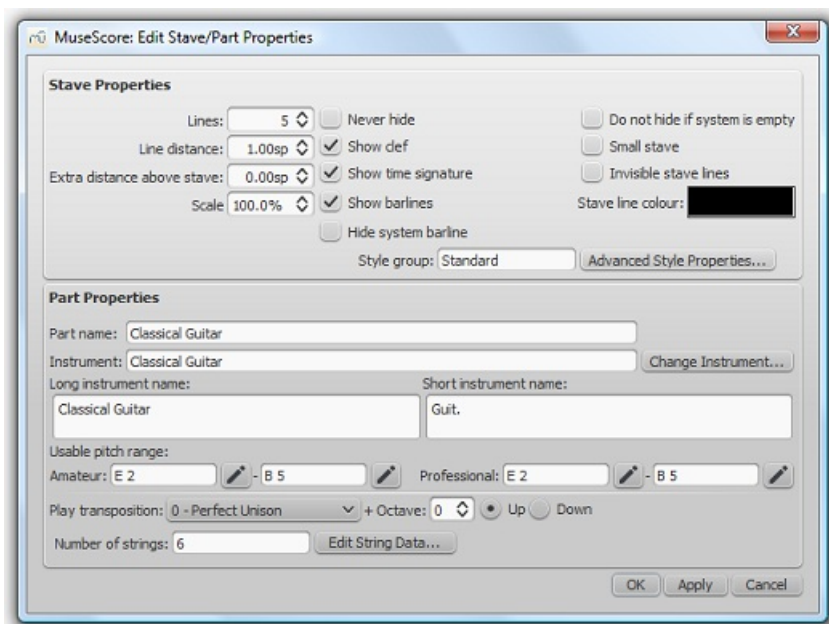 MuseScore: Edit Stave/Part Properties
Stave Properties
Lines: 5 Never hide Do not hide if system is empty
Line distance: 1.00sp Show clef Small stave
Extra distance above stave: 0.00sp Show time signature Invisible stave lines
Scale 100.0% Show barlines Stave line colour:
Hide system barline
Style group: Standard Advanced Style Properties...
Part Properties
Part name: Classical Guitar
Instrument: Classical Guitar Change Instrument...
Long instrument name: Short instrument name:
Classical Guitar Guit.
Usable pitch range:
Amateur: E 2 - B 5 Professional: E 2 - B 5
Play transposition: 0 - Perfect Unison + Octave: 0 Up Down
Number of strings: 6 Edit String Data...
OK Apply Cancel